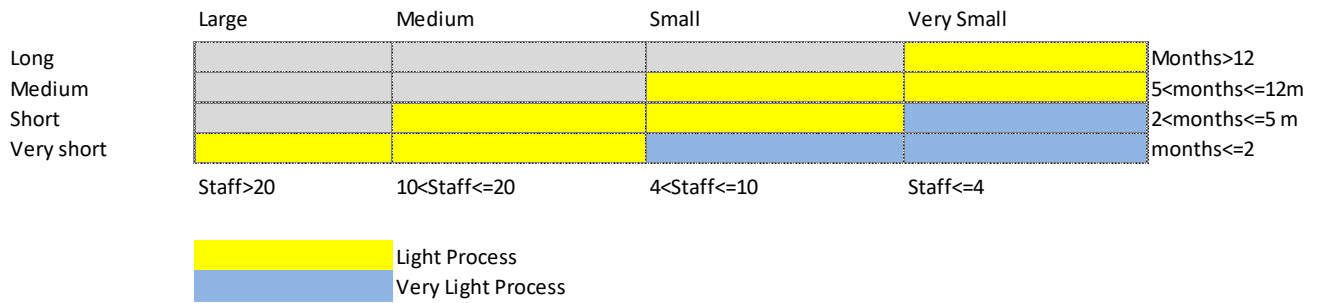 Large Medium Small Very Small
Long Months>12
Medium 5<months<=12m
Short 2<months<=5 m
Very short months<=2
Staff>20 10<Staff<=20 4<Staff<=10 Staff<=4
Light Process
Very Light Process